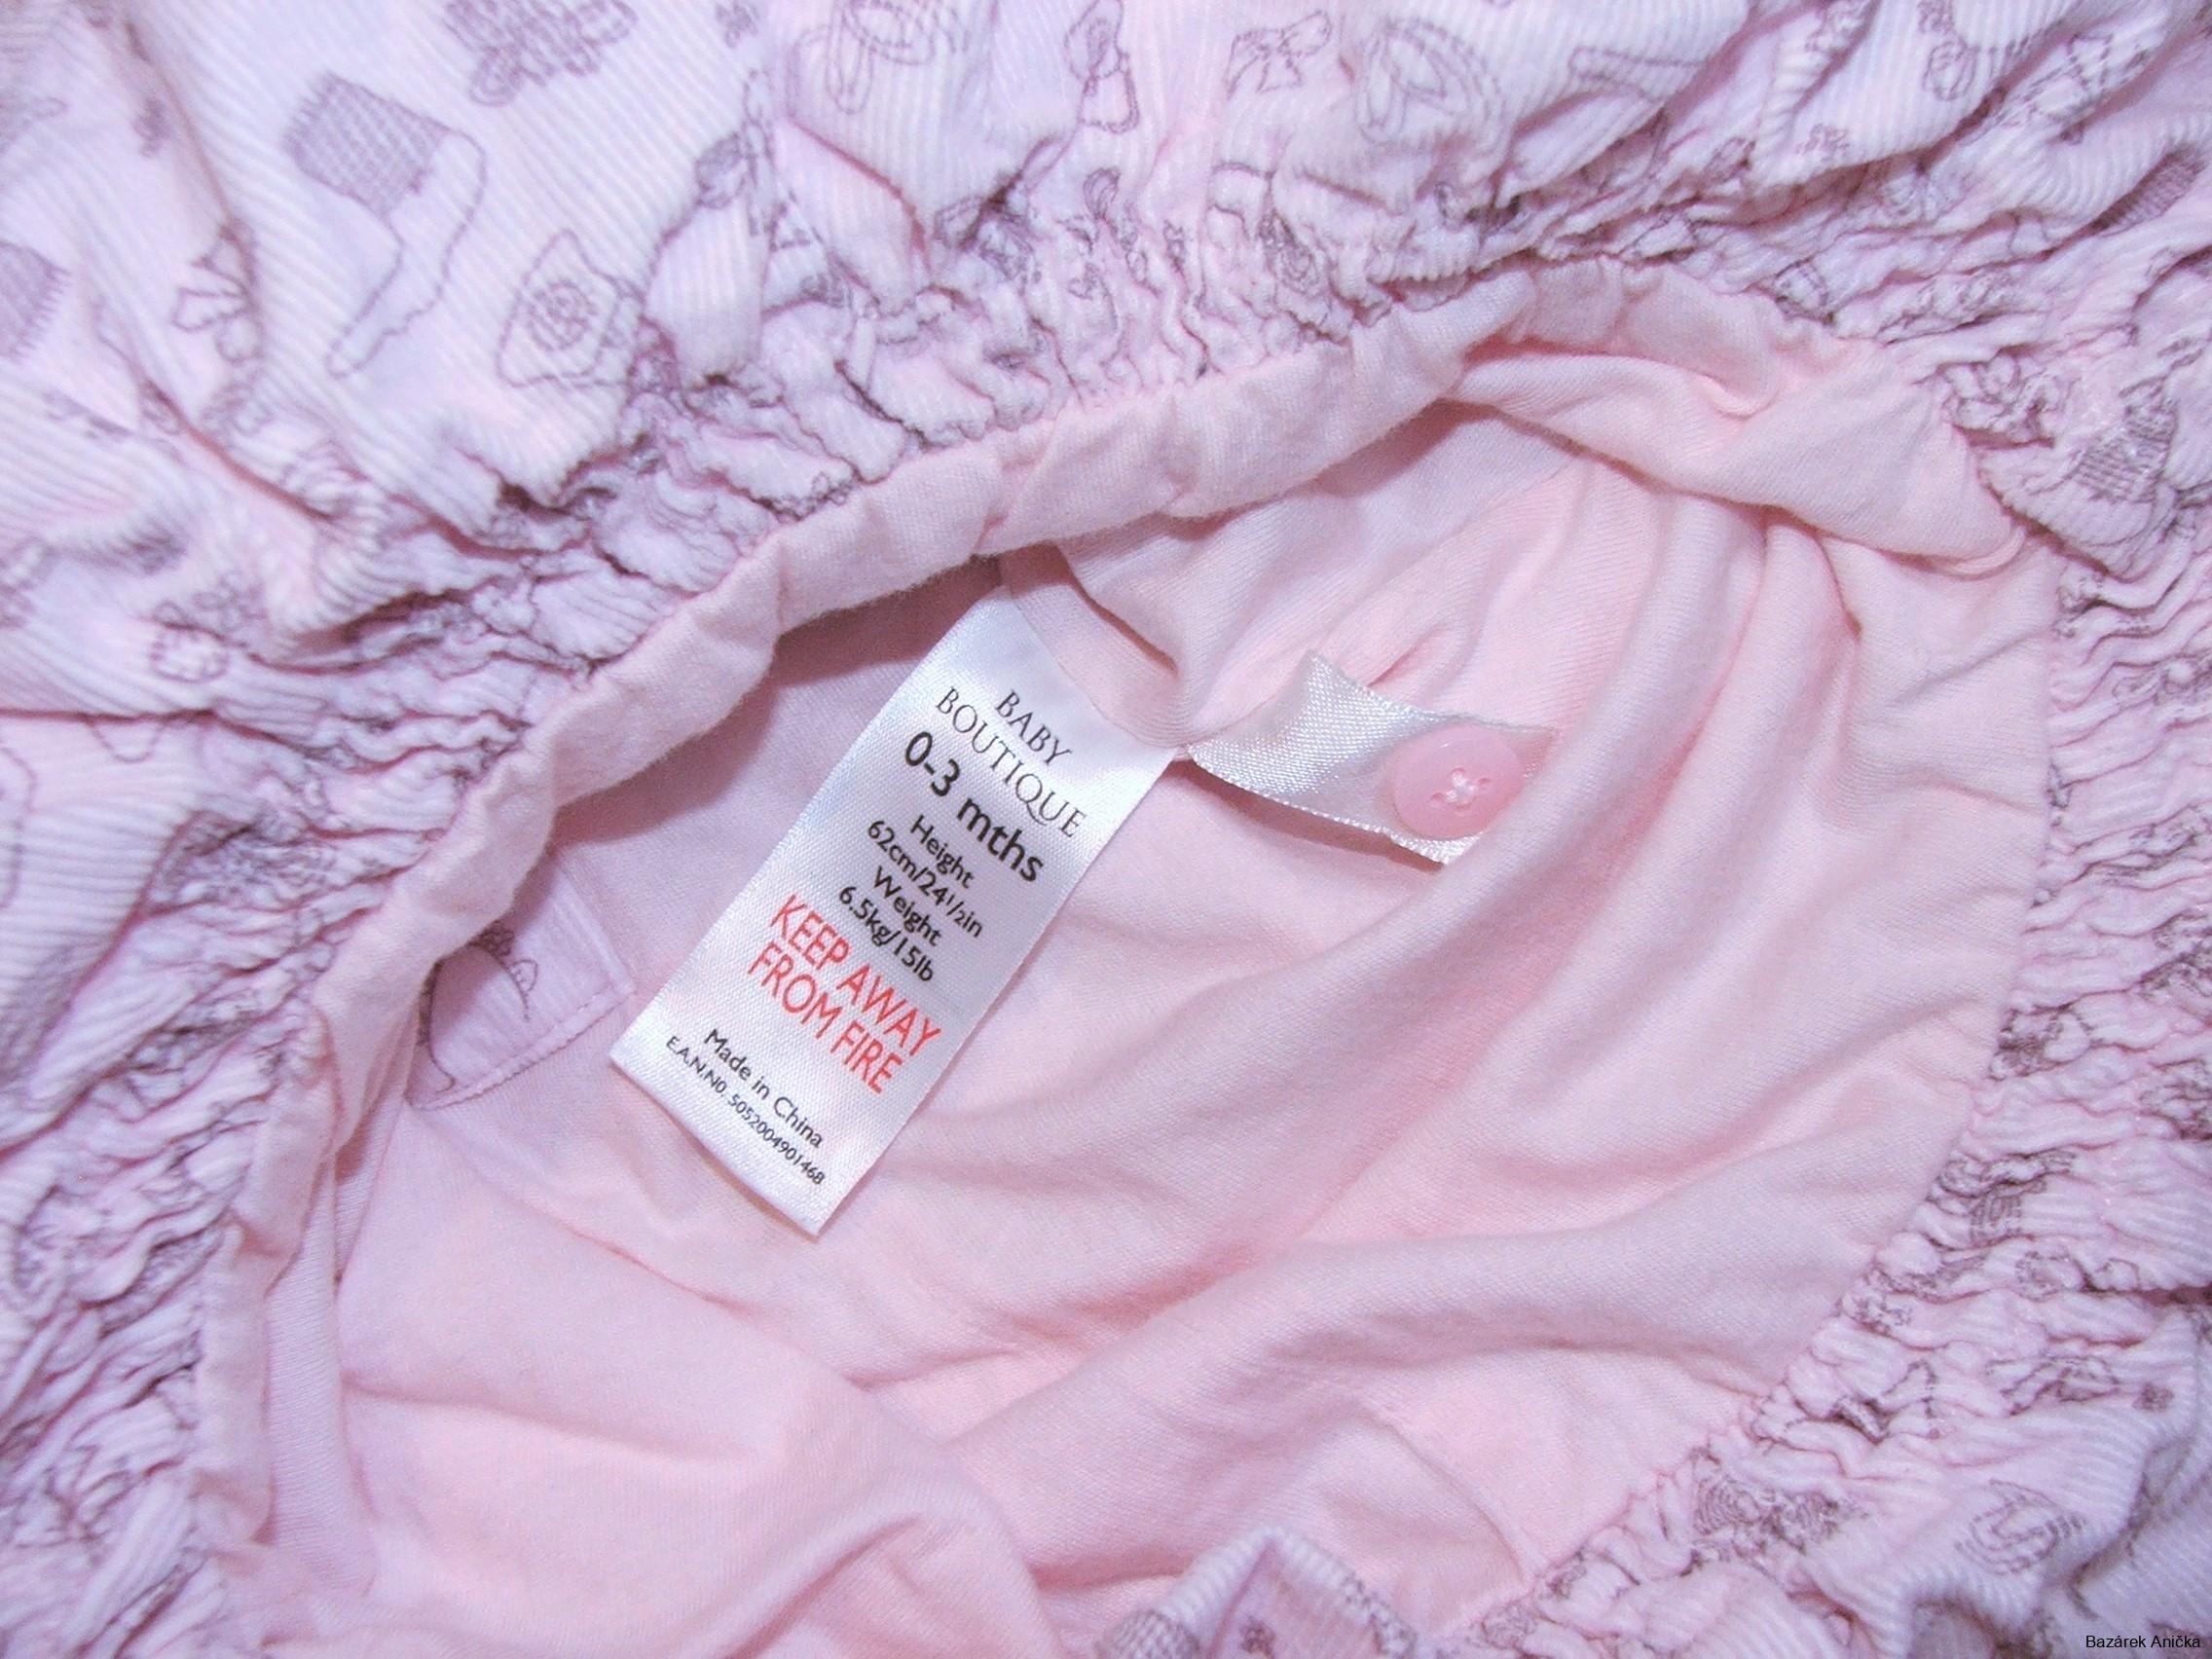 BABY
BOUTIQUE
0-3 mths
Height
62cm/24½in
Weight
6.5kg/15lb
KEEP AWAY
FROM FIRE
Made in China
E.A.N.N0. 5052004901468
Bazárek Anička